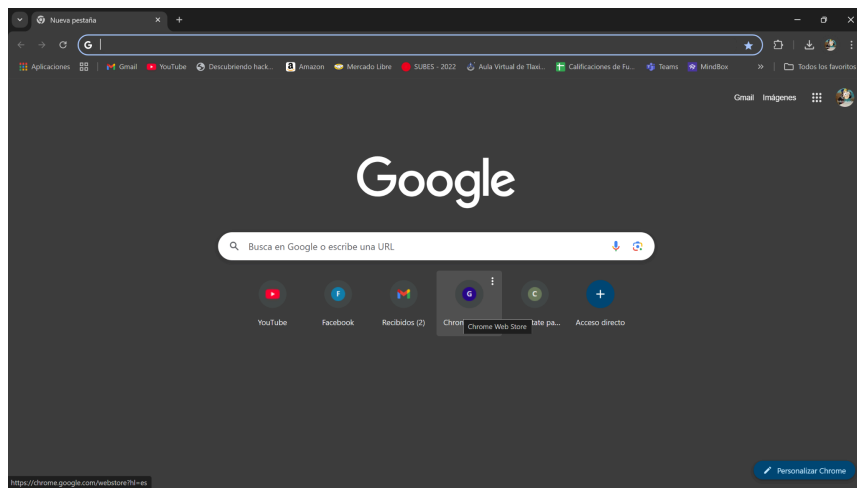 Nueva pestaña
G
Aplicaciones Gmail YouTube Descubriendo hack... a Amazon Mercado Libre SUBES - 2022 Aula Virtual de Tlaxi... Calificaciones de Fu... Teams MindBox » Todos los favoritos
Gmail Imágenes
Google
Busca en Google o escribe una URL
F G C
YouTube Facebook Recibidos (2) Chrom Acceso directo
Chrome Web Store
Personalizar Chrome
https://chrome.google.com/webstore?hl=es